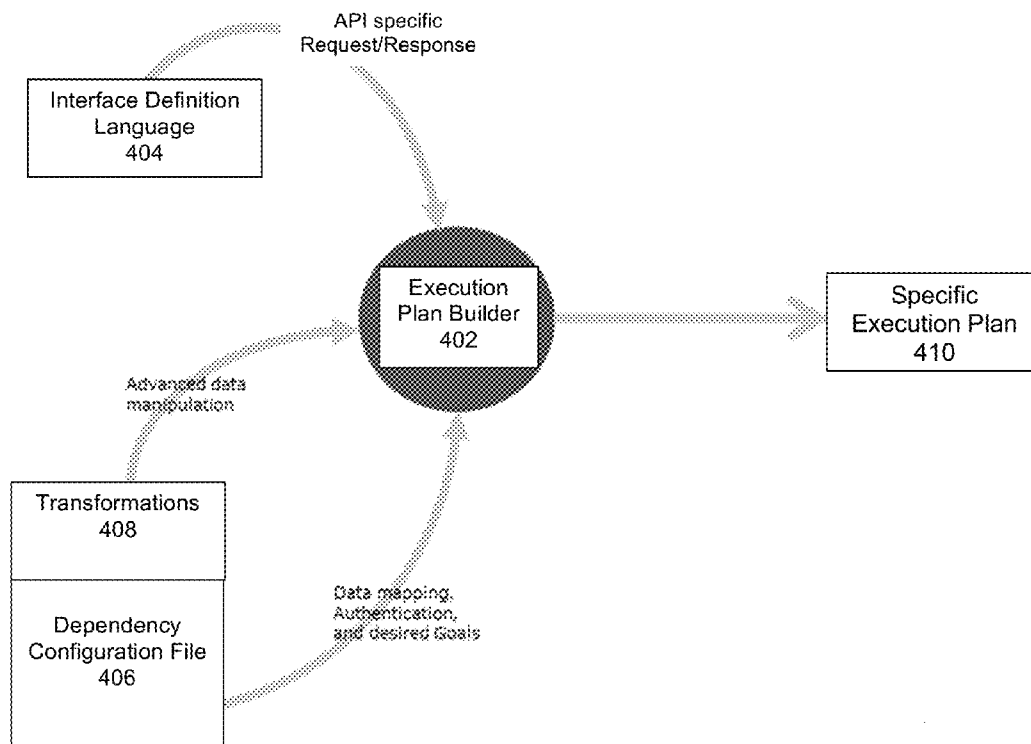 API specific
Request/Response
Interface Definition
Language
404
Execution
Plan Builder
402
Specific
Execution Plan
410
Advanced data
manipulation
Transformations
408
Data mapping,
Authentication,
and desired Goals
Dependency
Configuration File
406